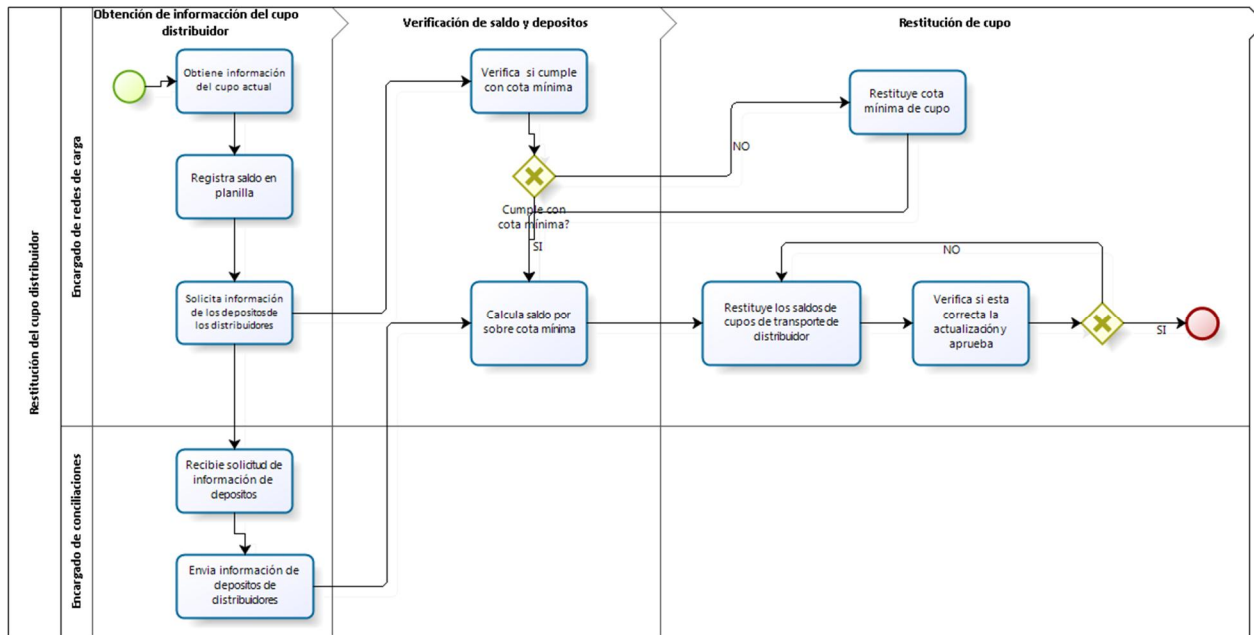 Restitución del cupo distribuidor
Encargado de redes de carga
Encargado de conciliaciones
Obtención de informacción del cupo
distribuidor
Verificación de saldo y depositos
Restitución de cupo
Obtiene información
del cupo actual
Registra saldo en
planilla
Solicita información
de los depositos de
los distribuidores
Verifica si cumple
con cota mínima
Cumple con
cota mínima?
NO
SI
Restituye cota
mínima de cupo
Calcula saldo por
sobre cota mínima
Restituye los saldos de
cupos de transporte de
distribuidor
Verifica si esta
correcta la
actualización y
aprueba
NO
SI
Recibie solicitud de
información de
depositos
Envia información de
depositos de
distribuidores